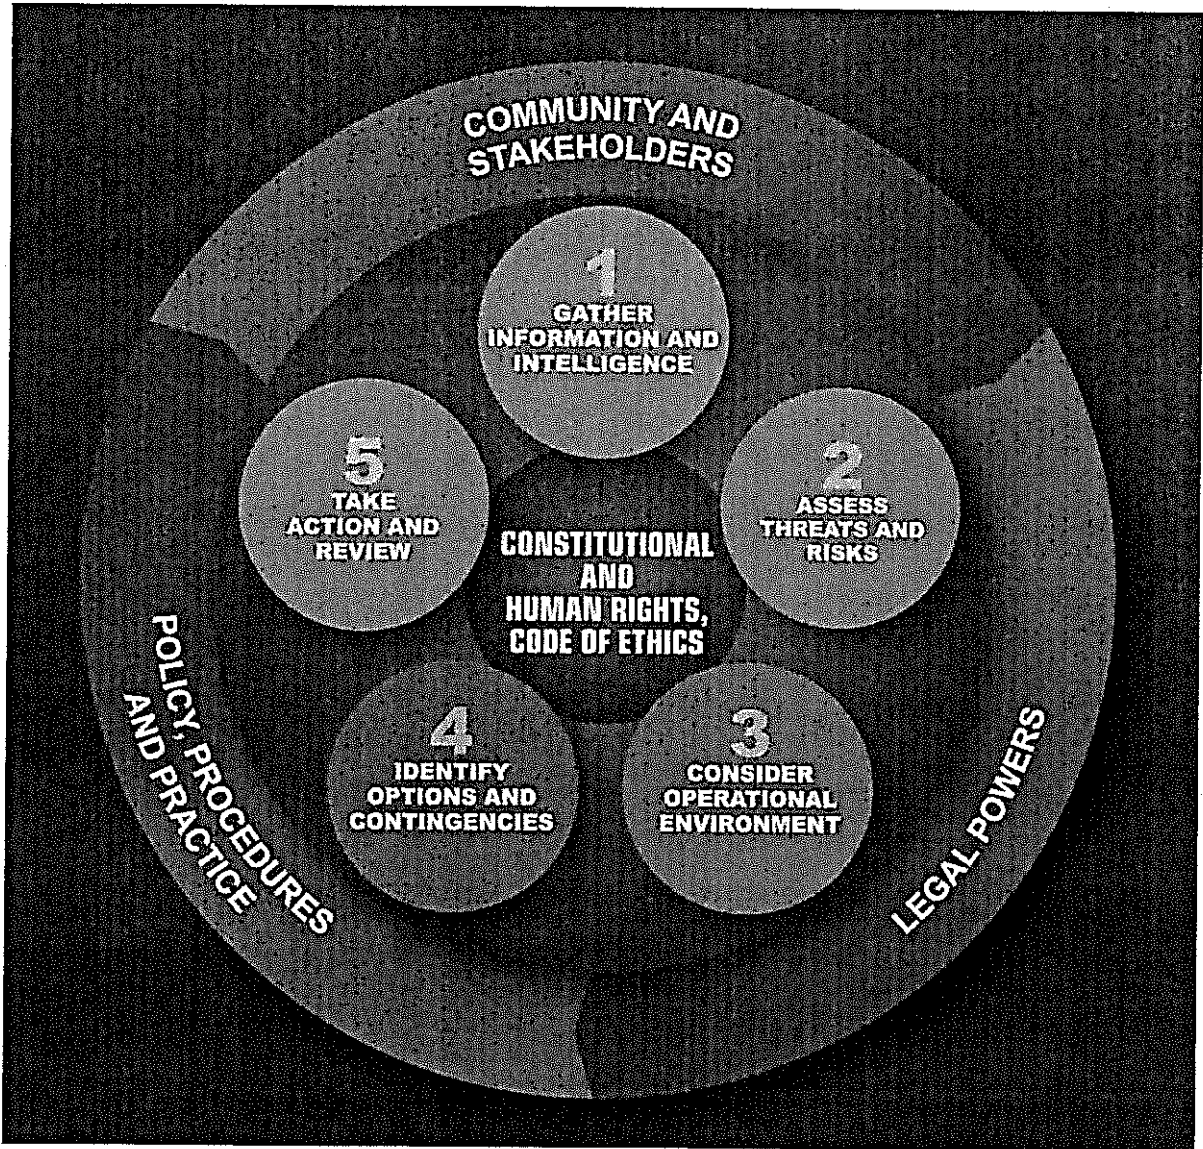 COMMUNITY AND
STAKEHOLDERS
1
GATHER
INFORMATION AND
INTELLIGENCE
2
ASSESS
THREATS AND
RISKS
3
CONSIDER
OPERATIONAL
ENVIRONMENT
4
IDENTIFY
OPTIONS AND
CONTINGENCIES
5
TAKE
ACTION AND
REVIEW
CONSTITUTIONAL
AND
HUMAN RIGHTS,
CODE OF ETHICS
LEGAL POWERS
POLICY, PROCEDURES
AND PRACTICE